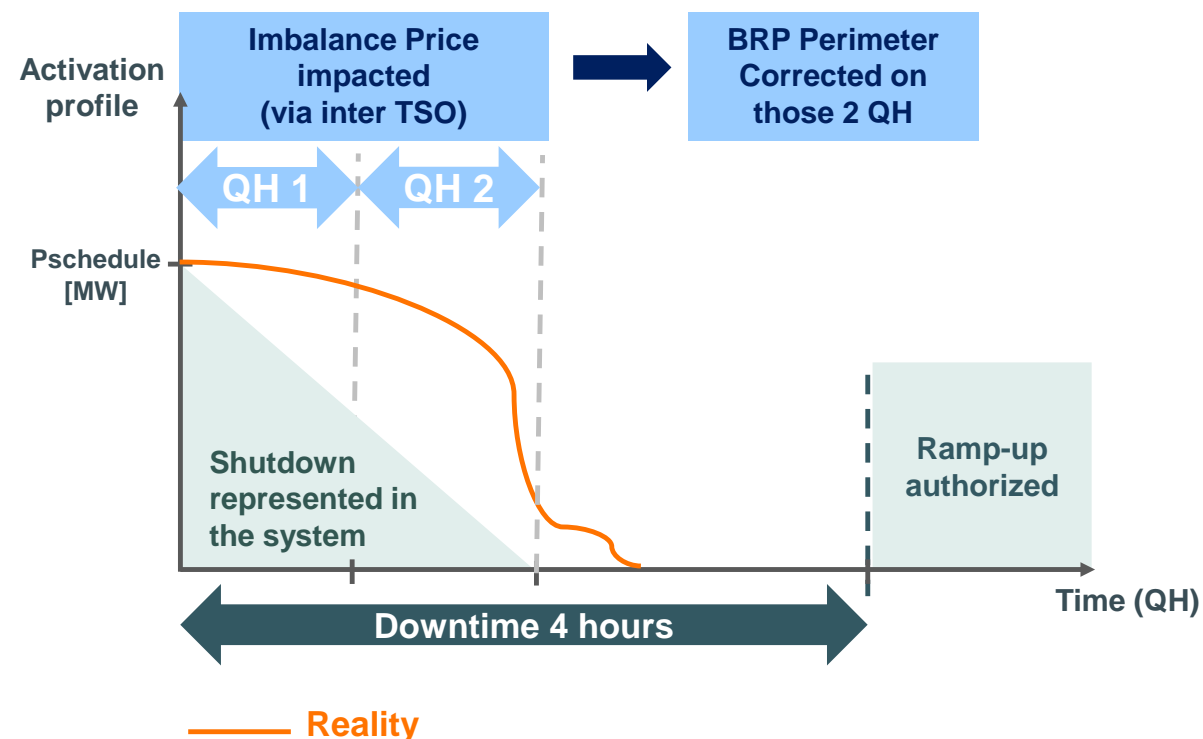 Imbalance Price
impacted
(via inter TSO)
BRP Perimeter
Corrected on
those 2 QH
Activation
profile
QH 1
QH 2
Pschedule
[MW]
Shutdown
represented in
the system
Ramp-up
authorized
Time (QH)
Downtime 4 hours
Reality